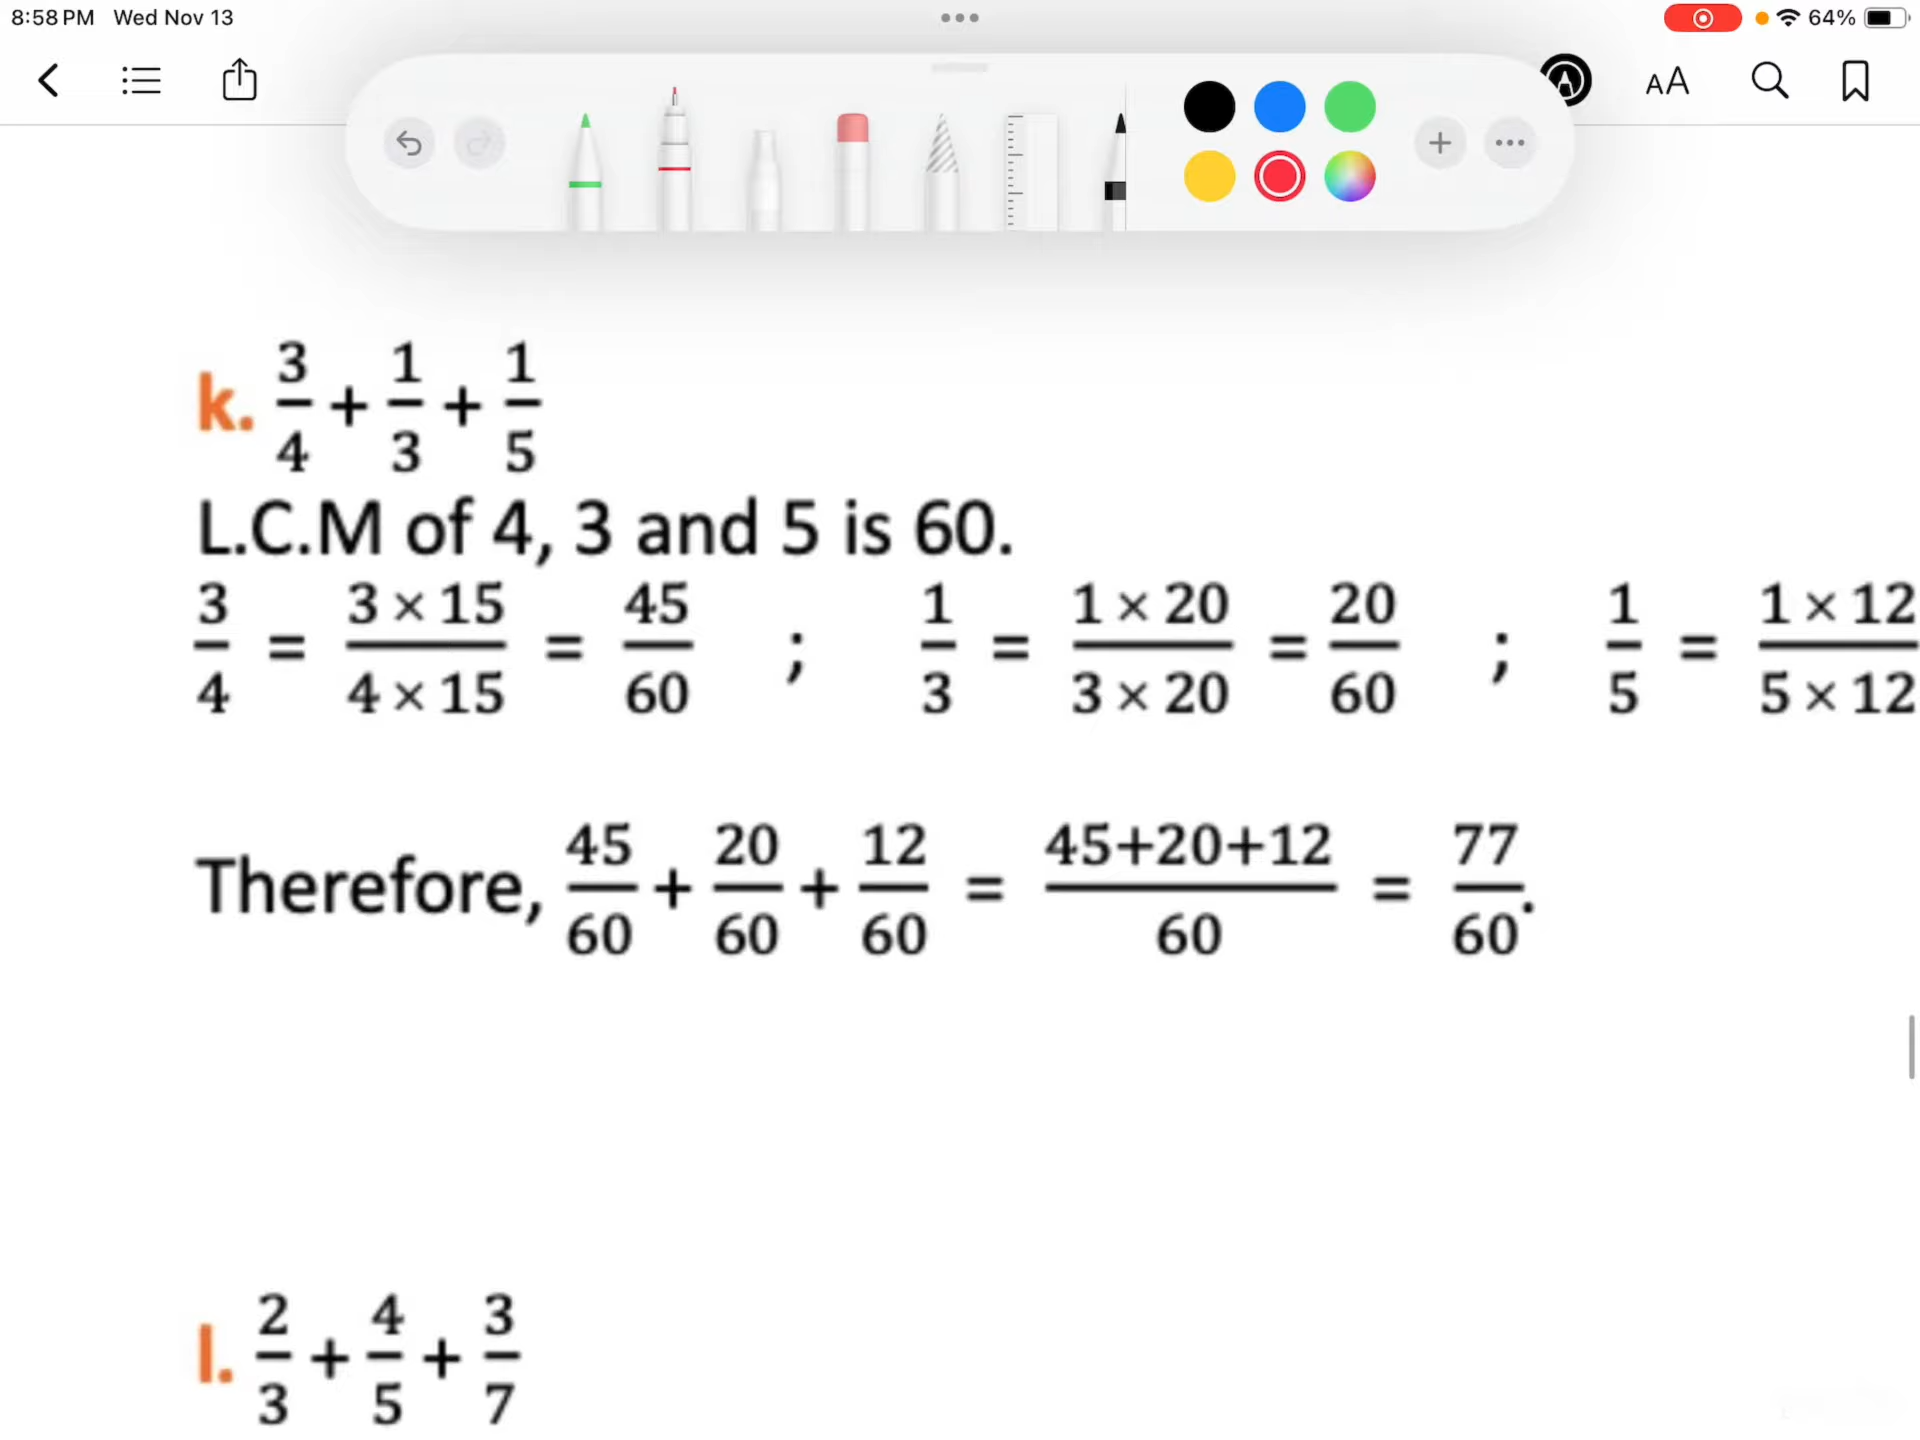 8:58 PM Wed Nov 13
64%
AA
k. 3/4 + 1/3 + 1/5
L.C.M of 4, 3 and 5 is 60.
3/4 = 3 × 15/4 × 15 = 45/60 ; 1/3 = 1 × 20/3 × 20 = 20/60 ; 1/5 = 1 × 12/5 × 12
Therefore, 45/60 + 20/60 + 12/60 = 45+20+12/60 = 77/60.
l. 2/3 + 4/5 + 3/7